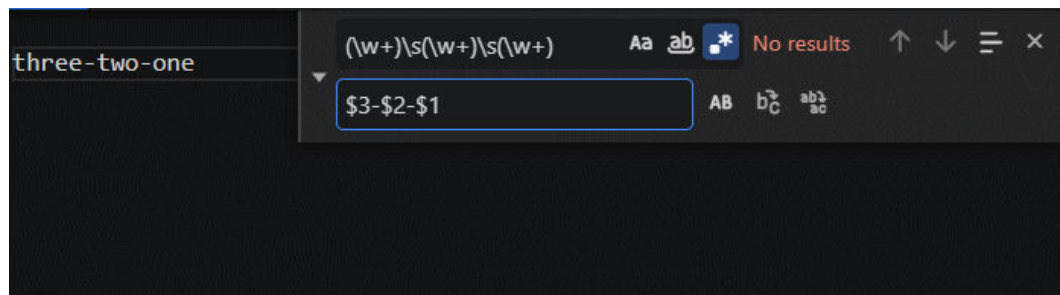 (\w+)\s(\w+)\s(\w+) Aa ab .* No results
three-two-one
$3-$2-$1 AB